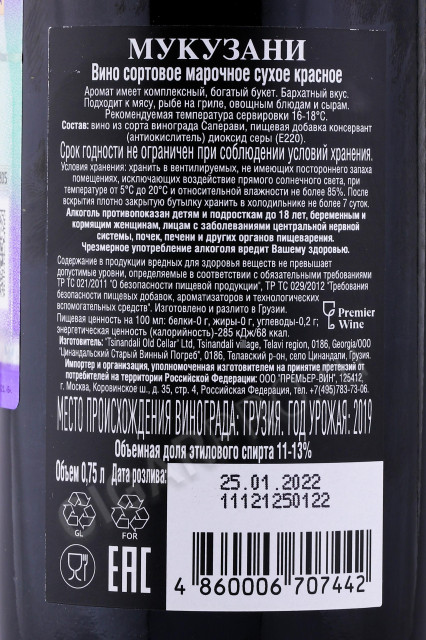 МУКУЗАНИ
Вино сортовое марочное сухое красное
Аромат имеет комплексный, богатый букет. Бархатный вкус.
Подходит к мясу, рыбе на гриле, овощным блюдам и сырам.
Рекомендуемая температура сервировки 16-18°С.
Состав: вино из сорта винограда Саперави, пищевая добавка консервант
(антиокислитель) диоксид серы (Е220).
Срок годности не ограничен при соблюдении условий хранения.
Условия хранения: хранить в вентилируемых, не имеющих постороннего запаха
помещениях, исключающих воздействие прямого солнечного света, при
температуре от 5°С до 20°С и относительной влажности не более 85%. После
вскрытия плотно закрытую бутылку хранить в холодильнике не более 7 суток.
Алкоголь противопоказан детям и подросткам до 18 лет, беременным и
кормящим женщинам, лицам с заболеваниями центральной нервной
системы, почек, печени и других органов пищеварения.
Чрезмерное употребление алкоголя вредит Вашему здоровью.
Содержание в продукции вредных для здоровья веществ не превышает
допустимые уровни, определяемые в соответствии с обязательными требованиями
ТР ТС 021/2011 "О безопасности пищевой продукции", ТР ТС 029/2012 "Требования
безопасности пищевых добавок, ароматизаторов и технологических
вспомогательных средств". Изготовлено и разлито в Грузии.
Пищевая ценность на 100 мл: белки-0 г, жиры-0 г, углеводы-0,2 г;
энергетическая ценность (калорийность)-285 кДж/68 ккал.
Premier
Wine
Изготовитель: "Tsinandali Old Cellar" Ltd, Tsinandali village, Telavi region, 0186, Georgia/ООО
"Цинандальский Старый Винный Погреб", 0186, Телавский р-он, село Цинандали, Грузия.
Импортер и организация, уполномоченная изготовителем на принятие претензий от
потребителей на территории Российской Федерации: ООО "ПРЕМЬЕР-ВИН", 125412,
г. Москва, Коровинское ш., д. 35, стр. 4, Российская Федерация, тел. +7(495)783-73-06.
МЕСТО ПРОИСХОЖДЕНИЯ ВИНОГРАДА: ГРУЗИЯ. ГОД УРОЖАЯ: 2019
Объемная доля этилового спирта 11-13%
Объем 0,75 л Дата розлива:
25.01.2022
11121250122
GL FOR
EAC
4 860006 707442